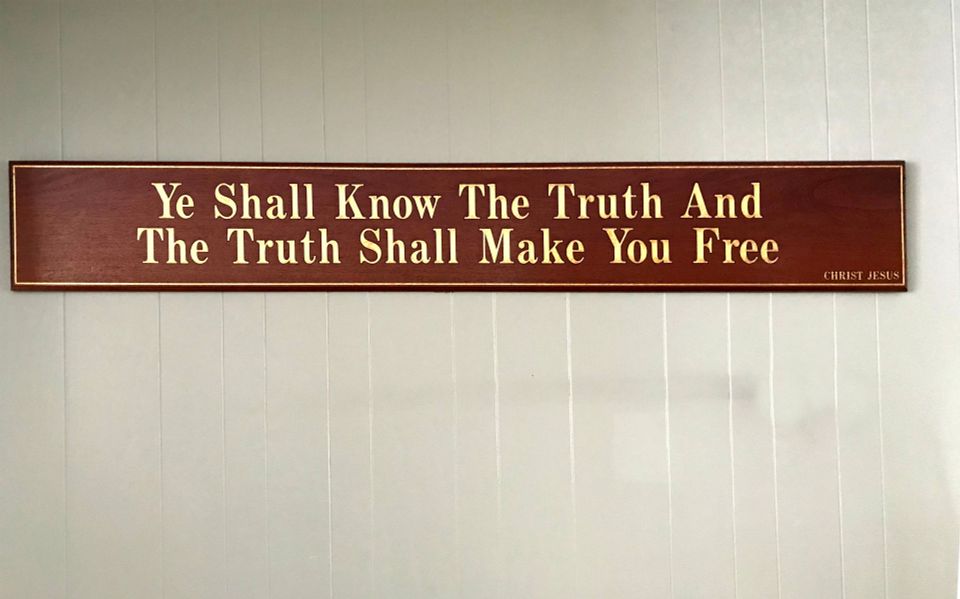 Ye Shall Know The Truth And
The Truth Shall Make You Free
CHRIST JESUS